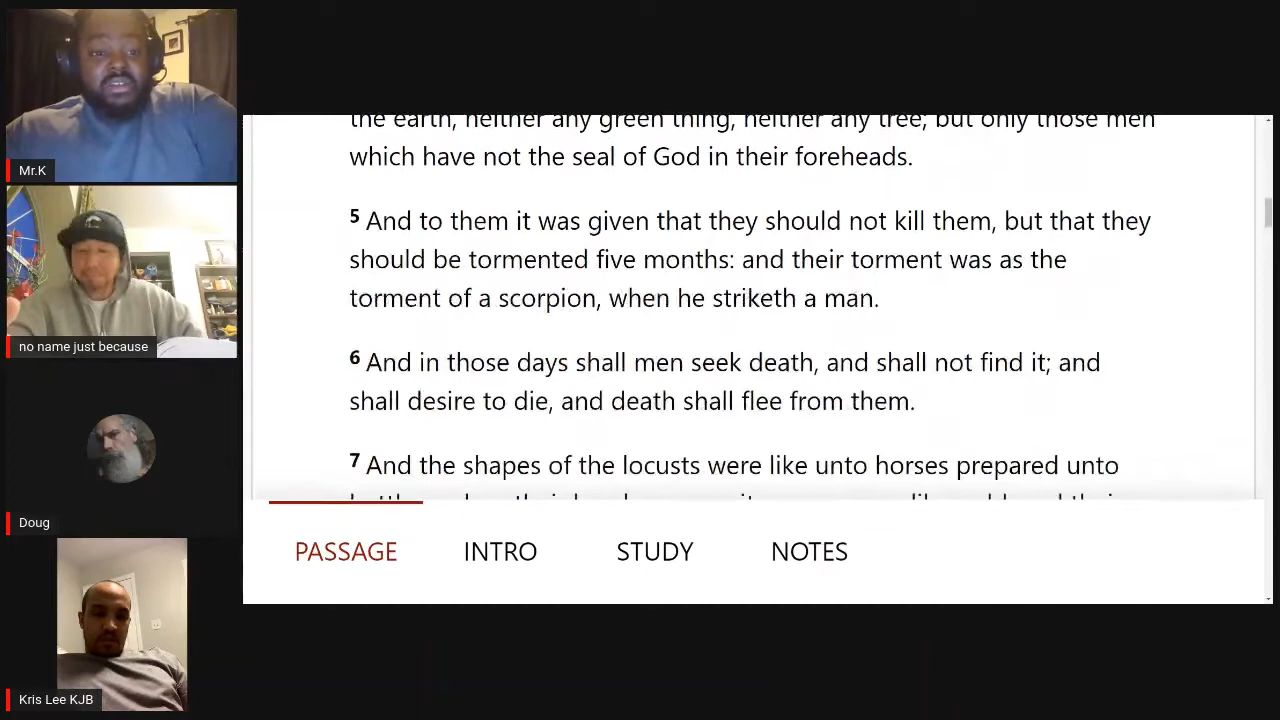 Mr.K
no name just because
Doug
Kris Lee KJB
the earth, neither any green thing, neither any tree; but only those men
which have not the seal of God in their foreheads.
5 And to them it was given that they should not kill them, but that they
should be tormented five months: and their torment was as the
torment of a scorpion, when he striketh a man.
6 And in those days shall men seek death, and shall not find it; and
shall desire to die, and death shall flee from them.
7 And the shapes of the locusts were like unto horses prepared unto
PASSAGE INTRO STUDY NOTES